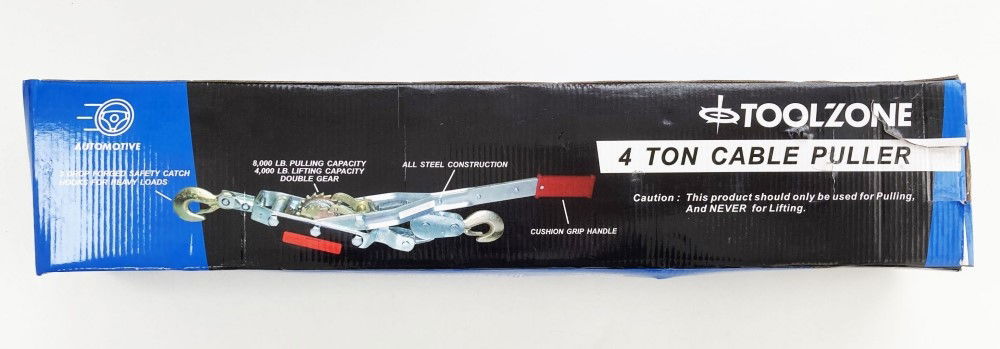 TOOLZONE
4 TON CABLE PULLER
Caution : This product should only be used for Pulling,
And NEVER for Lifting.
AUTOMOTIVE
3 DROP FORGED SAFETY CATCH
HOOKS FOR HEAVY LOADS
8,000 LB. PULLING CAPACITY
4,000 LB. LIFTING CAPACITY
DOUBLE GEAR
ALL STEEL CONSTRUCTION
CUSHION GRIP HANDLE